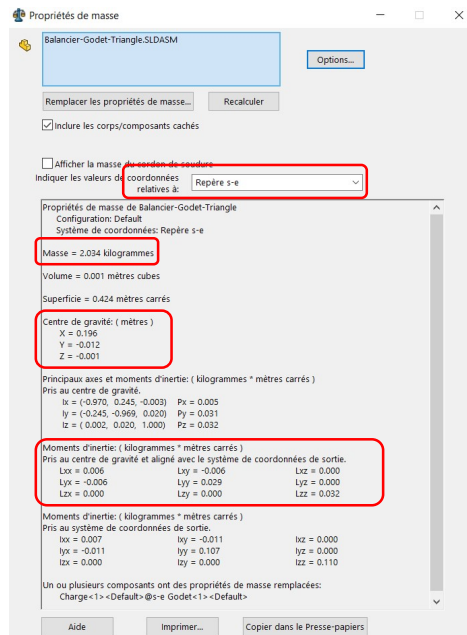 Propriétés de masse
Balancier-Godet-Triangle.SLDASM
Options...
Remplacer les propriétés de masse...
Recalculer
Inclure les corps/composants cachés
Afficher la masse du cordon de soudure
Indiquer les valeurs de coordonnées
relatives à:
Repère s-e
Propriétés de masse de Balancier-Godet-Triangle
Configuration: Default
Système de coordonnées: Repère s-e
Masse = 2.034 kilogrammes
Volume = 0.001 mètres cubes
Superficie = 0.424 mètres carrés
Centre de gravité: ( mètres )
X = 0.196
Y = -0.012
Z = -0.001
Principaux axes et moments d'inertie: ( kilogrammes * mètres carrés )
Pris au centre de gravité.
Ix = (-0.970, 0.245, -0.003) Px = 0.005
Iy = (-0.245, -0.969, 0.020) Py = 0.031
Iz = ( 0.002, 0.020, 1.000) Pz = 0.032
Moments d'inertie: ( kilogrammes * mètres carrés )
Pris au centre de gravité et aligné avec le système de coordonnées de sortie.
Lxx = 0.006 Lxy = -0.006 Lxz = 0.000
Lyx = -0.006 Lyy = 0.029 Lyz = 0.000
Lzx = 0.000 Lzy = 0.000 Lzz = 0.032
Moments d'inertie: ( kilogrammes * mètres carrés )
Pris au système de coordonnées de sortie.
Ixx = 0.007 Ixy = -0.011 Ixz = 0.000
Iyx = -0.011 Iyy = 0.107 Iyz = 0.000
Izx = 0.000 Izy = 0.000 Izz = 0.110
Un ou plusieurs composants ont des propriétés de masse remplacées:
Charge<1><Default>@s-e Godet<1><Default>
Aide
Imprimer...
Copier dans le Presse-papiers